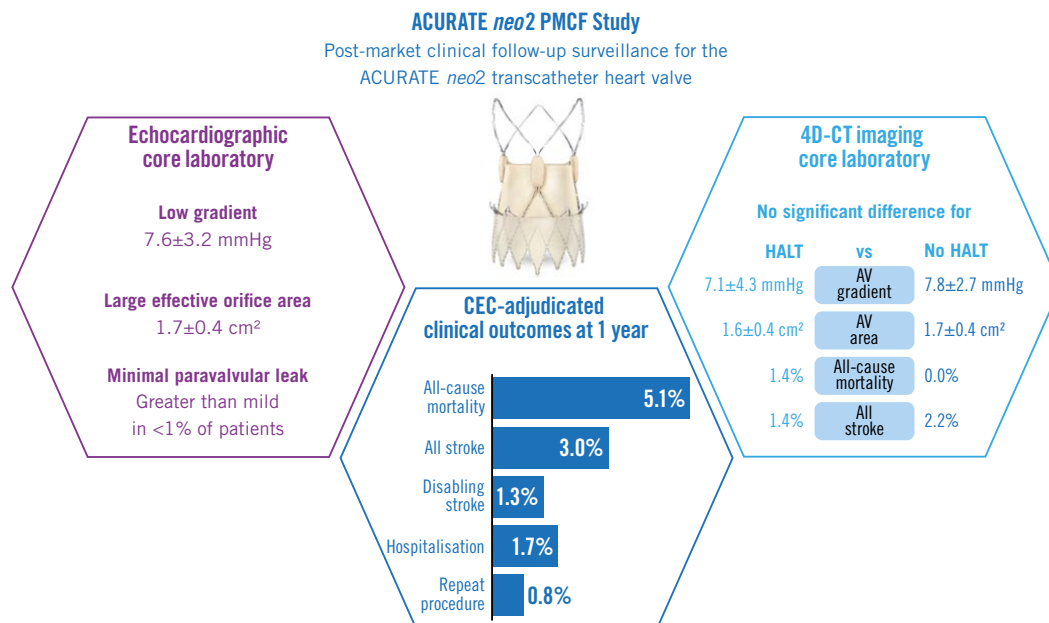 ACURATE neo2 PMCF Study
Post-market clinical follow-up surveillance for the
ACURATE neo2 transcatheter heart valve
Echocardiographic
core laboratory
Low gradient
7.6±3.2 mmHg
Large effective orifice area
1.7±0.4 cm²
Minimal paravalvular leak
Greater than mild
in <1% of patients
CEC-adjudicated
clinical outcomes at 1 year
All-cause
mortality
5.1%
All stroke
3.0%
Disabling
stroke
1.3%
Hospitalisation
1.7%
Repeat
procedure
0.8%
4D-CT imaging
core laboratory
No significant difference for
HALT vs No HALT
7.1±4.3 mmHg AV
gradient 7.8±2.7 mmHg
1.6±0.4 cm² AV
area 1.7±0.4 cm²
1.4% All-cause
mortality 0.0%
1.4% All
stroke 2.2%